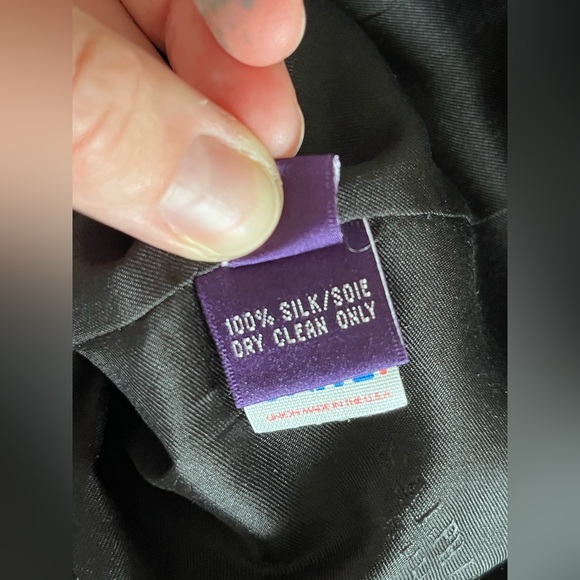 100% SILK/SOIE
DRY CLEAN ONLY
UNION MADE IN THE U.S.A.